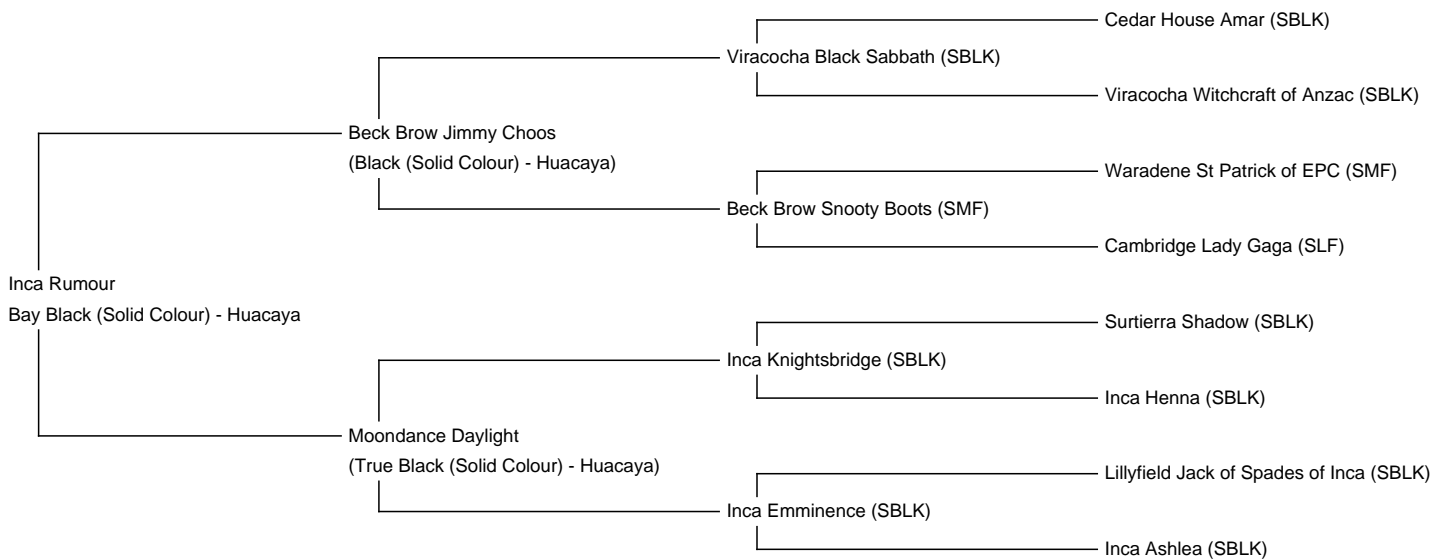 Cedar House Amar (SBLK)
Viracocha Black Sabbath (SBLK)
Viracocha Witchcraft of Anzac (SBLK)
Beck Brow Jimmy Choos
(Black (Solid Colour) - Huacaya)
Waradene St Patrick of EPC (SMF)
Beck Brow Snooty Boots (SMF)
Cambridge Lady Gaga (SLF)
Inca Rumour
Bay Black (Solid Colour) - Huacaya
Surtierra Shadow (SBLK)
Inca Knightsbridge (SBLK)
Inca Henna (SBLK)
Moondance Daylight
(True Black (Solid Colour) - Huacaya)
Lillyfield Jack of Spades of Inca (SBLK)
Inca Emminence (SBLK)
Inca Ashlea (SBLK)